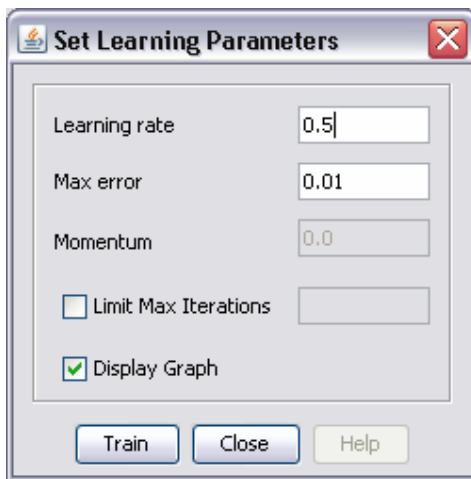 Set Learning Parameters
Learning rate 0.5
Max error 0.01
Momentum 0.0
Limit Max Iterations
Display Graph
Train Close Help